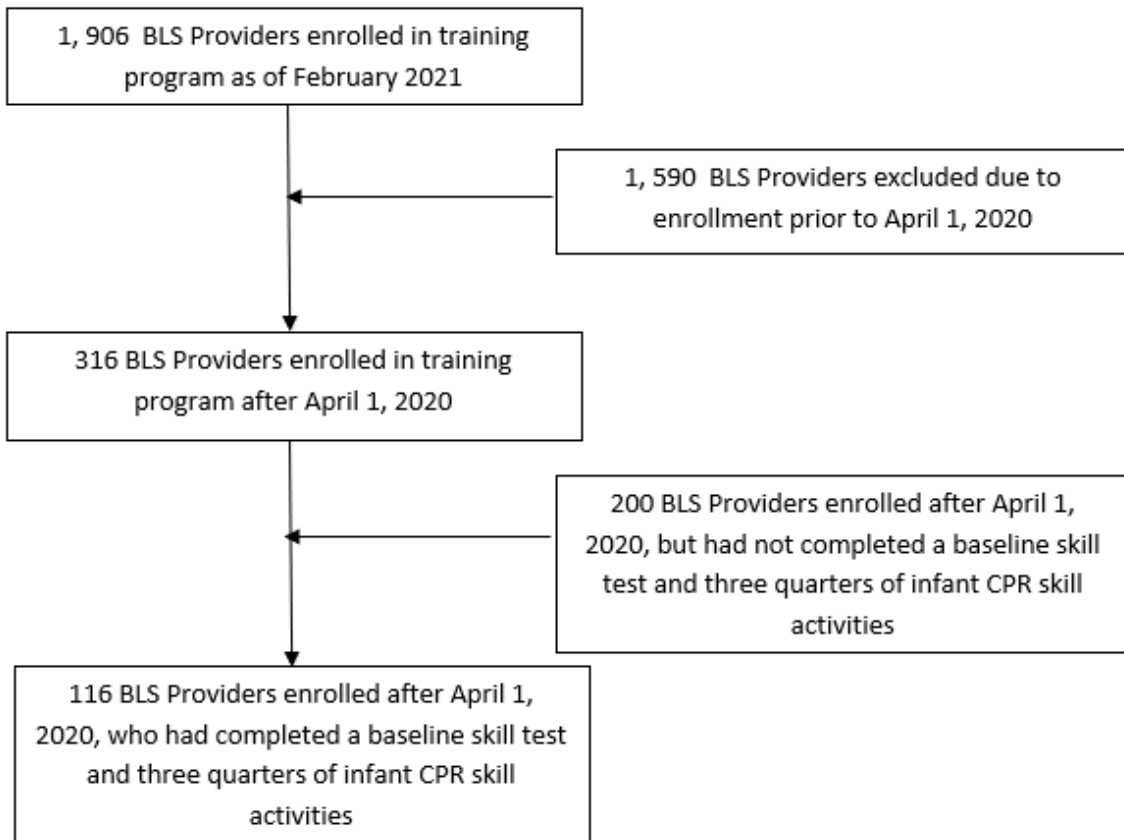 1, 906 BLS Providers enrolled in training
program as of February 2021
1, 590 BLS Providers excluded due to
enrollment prior to April 1, 2020
316 BLS Providers enrolled in training
program after April 1, 2020
200 BLS Providers enrolled after April 1,
2020, but had not completed a baseline skill
test and three quarters of infant CPR skill
activities
116 BLS Providers enrolled after April 1,
2020, who had completed a baseline skill test
and three quarters of infant CPR skill
activities